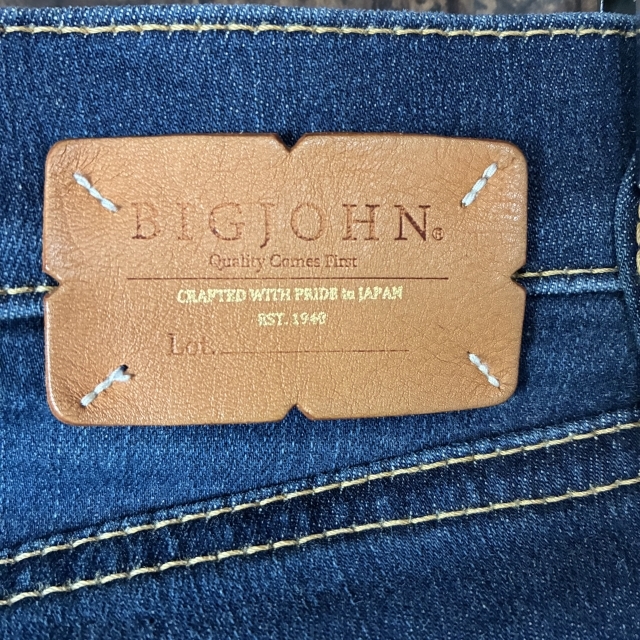 BIGJOHN®
Quality Comes First
CRAFTED WITH PRIDE in JAPAN
EST. 1940
Lot.